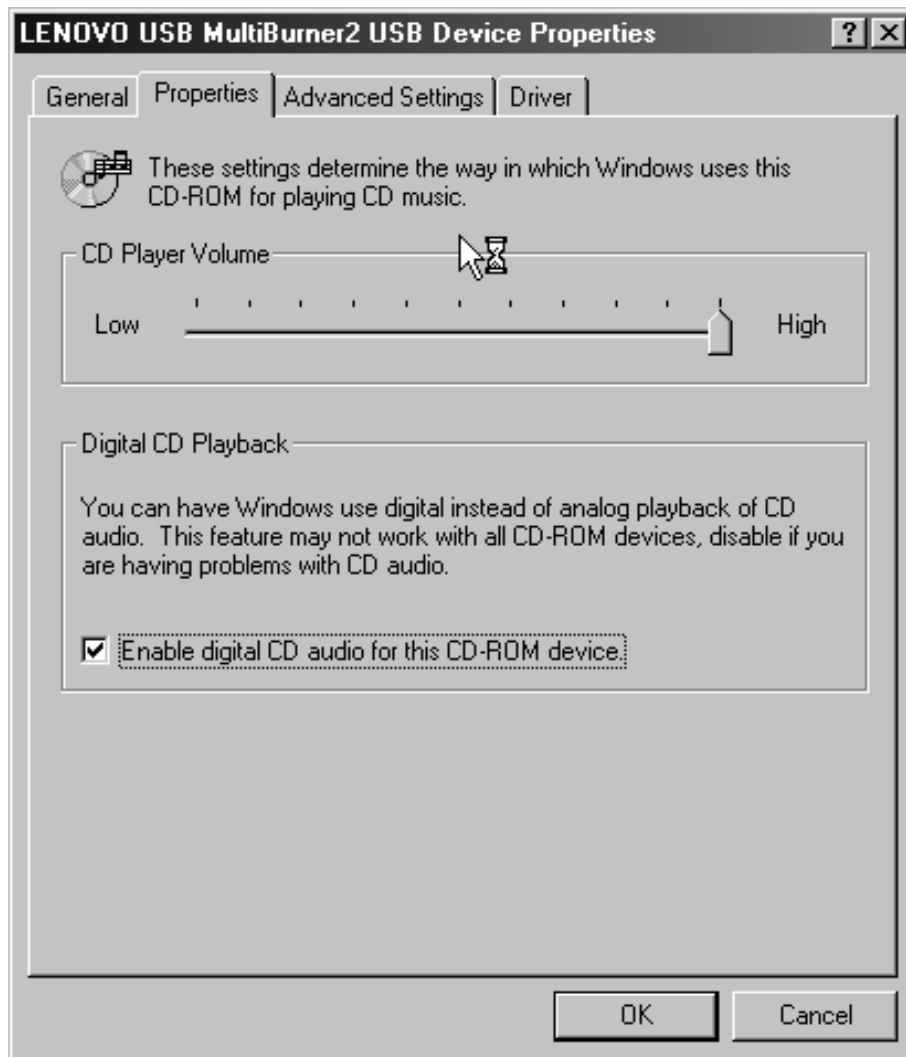 LENOVO USB MultiBurner2 USB Device Properties
General Properties Advanced Settings Driver
These settings determine the way in which Windows uses this
CD-ROM for playing CD music.
CD Player Volume
Low High
Digital CD Playback
You can have Windows use digital instead of analog playback of CD
audio.  This feature may not work with all CD-ROM devices, disable if you
are having problems with CD audio.
Enable digital CD audio for this CD-ROM device.
OK Cancel